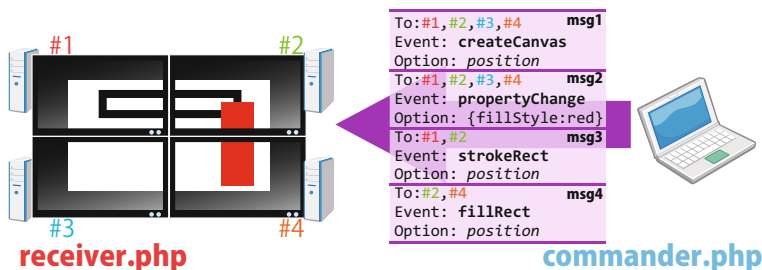 #1
#2
#3
#4
receiver.php
To:#1,#2,#3,#4 msg1
Event: createCanvas
Option: position
To:#1,#2,#3,#4 msg2
Event: propertyChange
Option: {fillStyle:red}
To:#1,#2 msg3
Event: strokeRect
Option: position
To:#2,#4 msg4
Event: fillRect
Option: position
commander.php